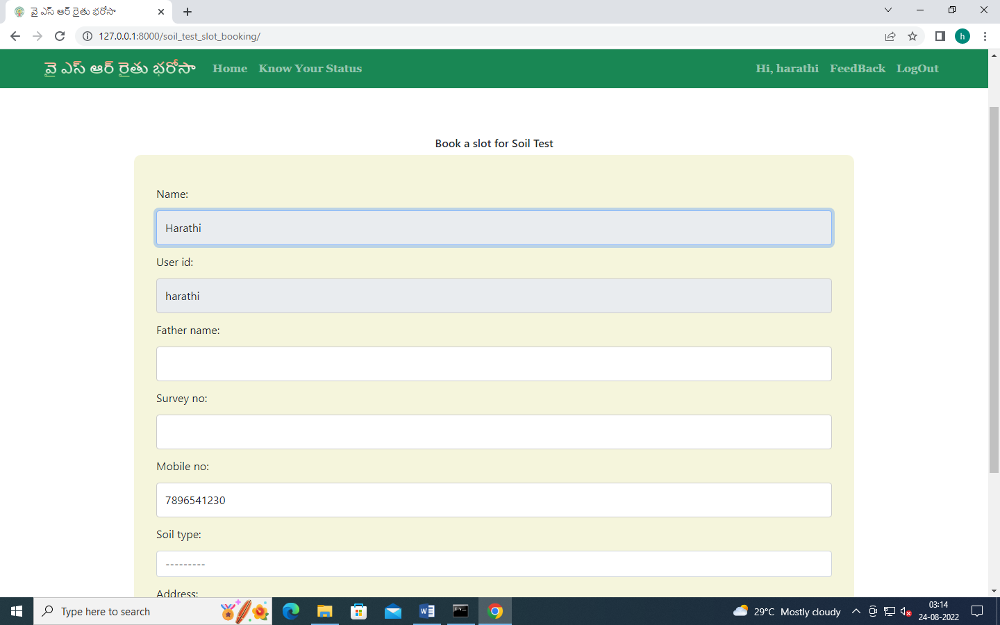 వై ఎస్ ఆర్ రైతు భరోసా
127.0.0.1:8000/soil_test_slot_booking/
h
వై ఎస్ ఆర్ రైతు భరోసా Home Know Your Status Hi, harathi FeedBack LogOut
Book a slot for Soil Test
Name:
Harathi
User id:
harathi
Father name:
Survey no:
Mobile no:
7896541230
Soil type:
---------
Address:
Type here to search
29°C Mostly cloudy
03:14
24-08-2022